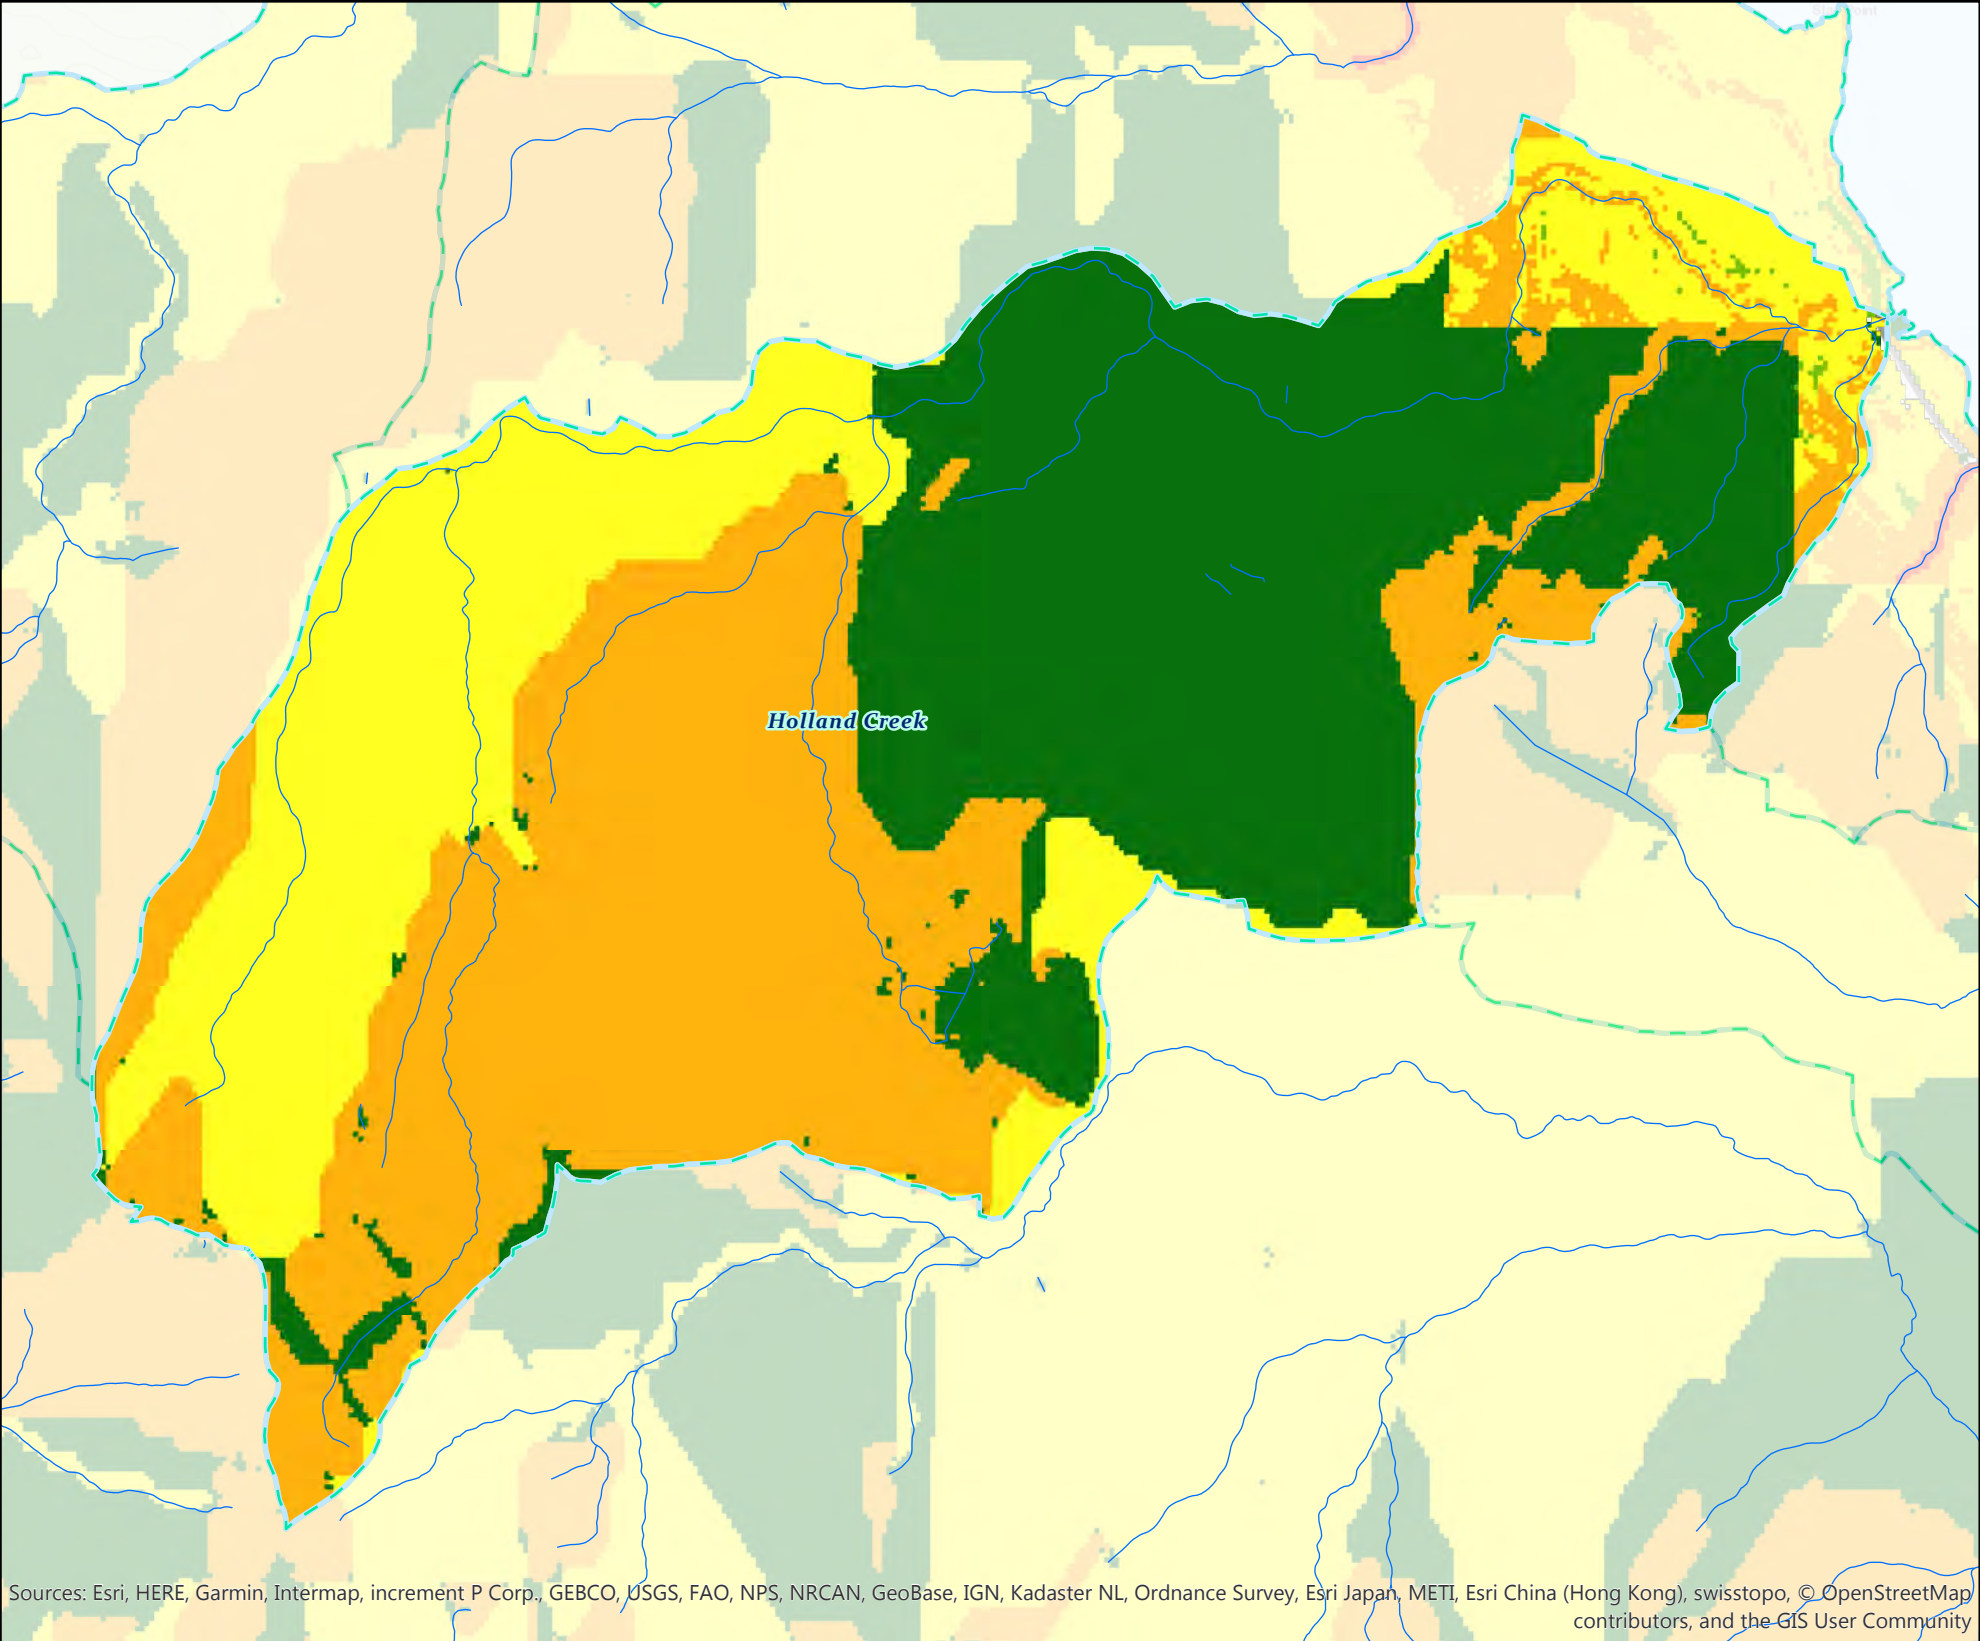 Holland Creek
Sources: Esri, HERE, Garmin, Intermap, increment P Corp., GEBCO, USGS, FAO, NPS, NRCAN, GeoBase, IGN, Kadaster NL, Ordnance Survey, Esri Japan, METI, Esri China (Hong Kong), swisstopo, © OpenStreetMap
contributors, and the GIS User Community